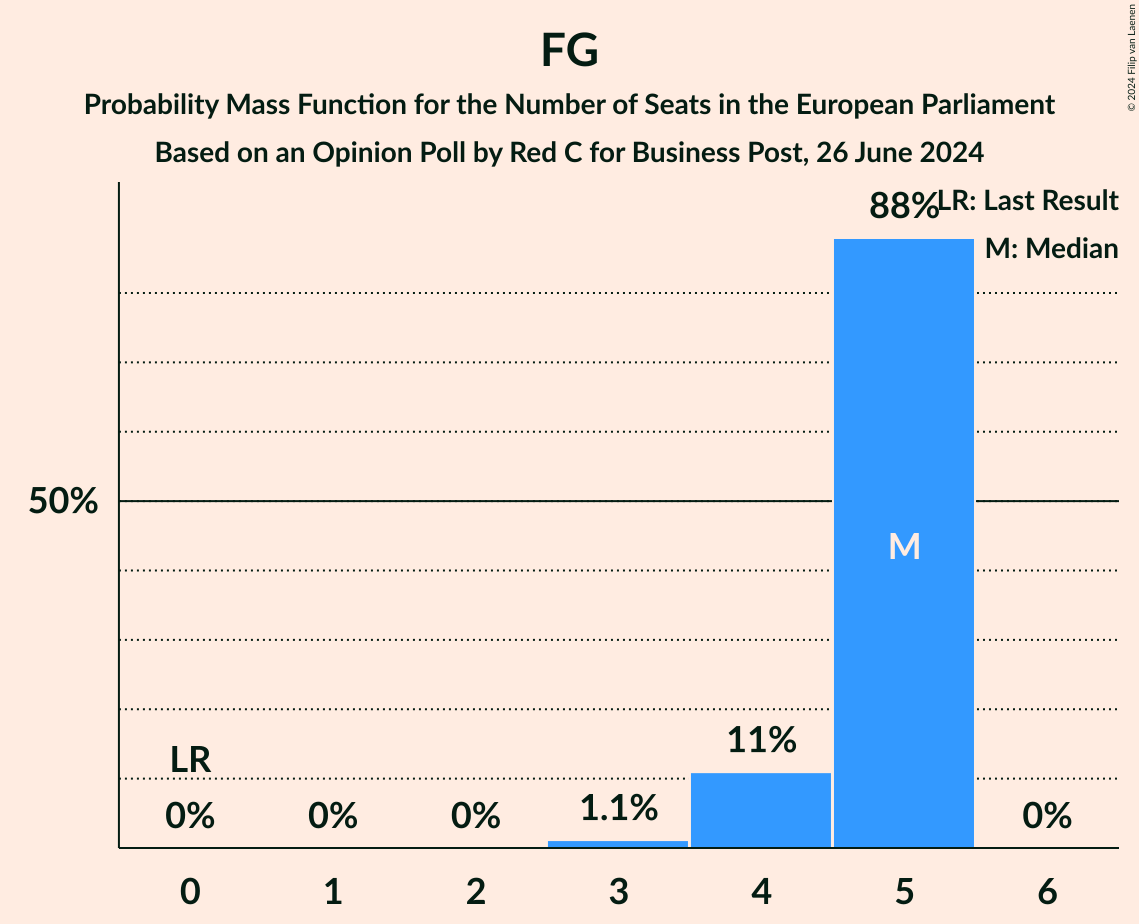 FG
Probability Mass Function for the Number of Seats in the European Parliament
Based on an Opinion Poll by Red C for Business Post, 26 June 2024
© 2024 Filip van Laenen
LR: Last Result
M: Median
88%
50%
M
LR
11%
1.1%
0%
0%
0%
0%
0
1
2
3
4
5
6